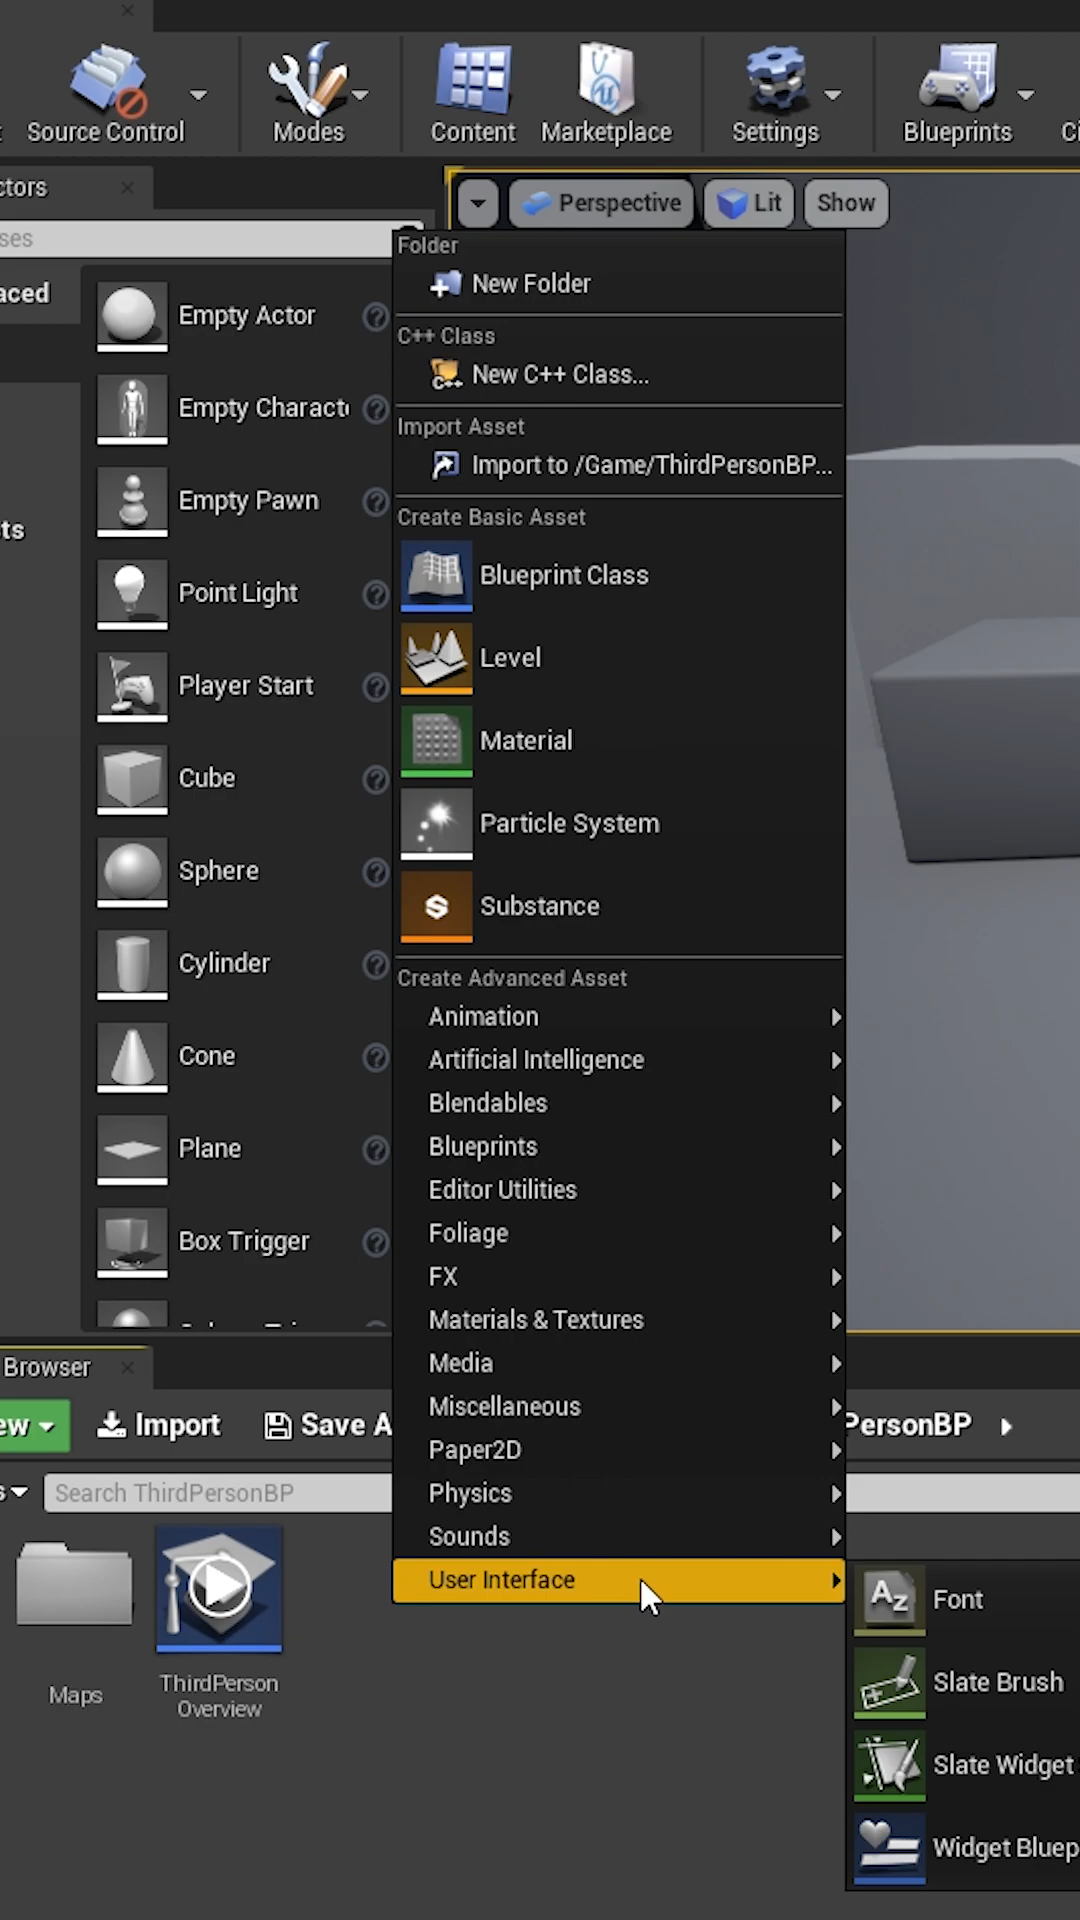 Source Control
Modes
Content
Marketplace
Settings
Blueprints
Ci
ctors
Perspective
Lit
Show
ses
aced
Empty Actor
Empty Characte
Empty Pawn
ts
Point Light
Player Start
Cube
Sphere
Cylinder
Cone
Plane
Box Trigger
Folder
New Folder
C++ Class
New C++ Class...
Import Asset
Import to /Game/ThirdPersonBP...
Create Basic Asset
Blueprint Class
Level
Material
Particle System
Substance
Create Advanced Asset
Animation
Artificial Intelligence
Blendables
Blueprints
Editor Utilities
Foliage
FX
Materials & Textures
Media
Miscellaneous
Paper2D
Physics
Sounds
User Interface
Font
Slate Brush
Slate Widget
Widget Bluep
Browser
ew
Import
Save A
PersonBP
s
Search ThirdPersonBP
Maps
ThirdPerson
Overview